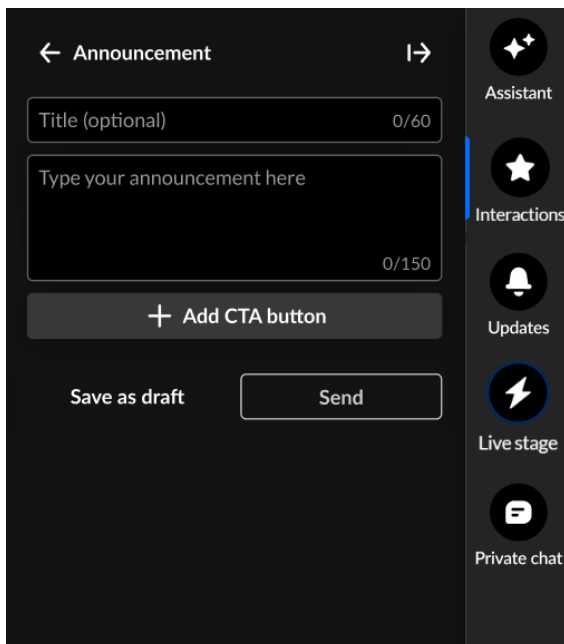 Announcement
Title (optional) 0/60
Type your announcement here
0/150
Add CTA button
Save as draft Send
Assistant
Interactions
Updates
Live stage
Private chat